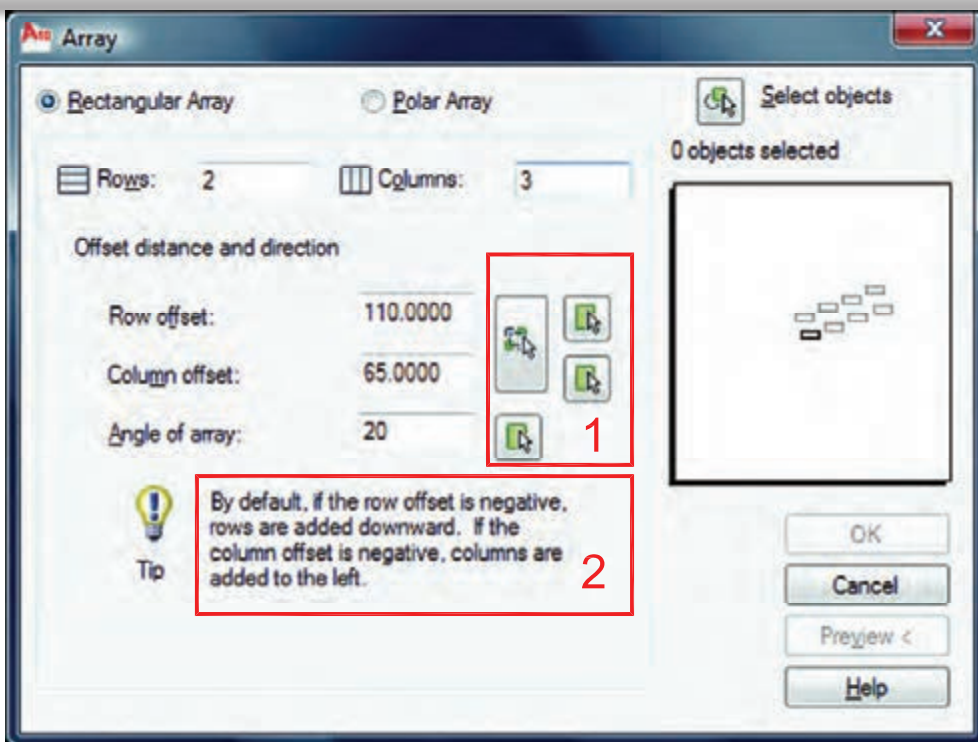 Array
Rectangular Array
Polar Array
Select objects
0 objects selected
Rows: 2
Columns: 3
Offset distance and direction
Row offset: 110.0000
Column offset: 65.0000
Angle of array: 20
1
Tip
By default, if the row offset is negative,
rows are added downward. If the
column offset is negative, columns are
added to the left.
2
OK
Cancel
Preview <
Help